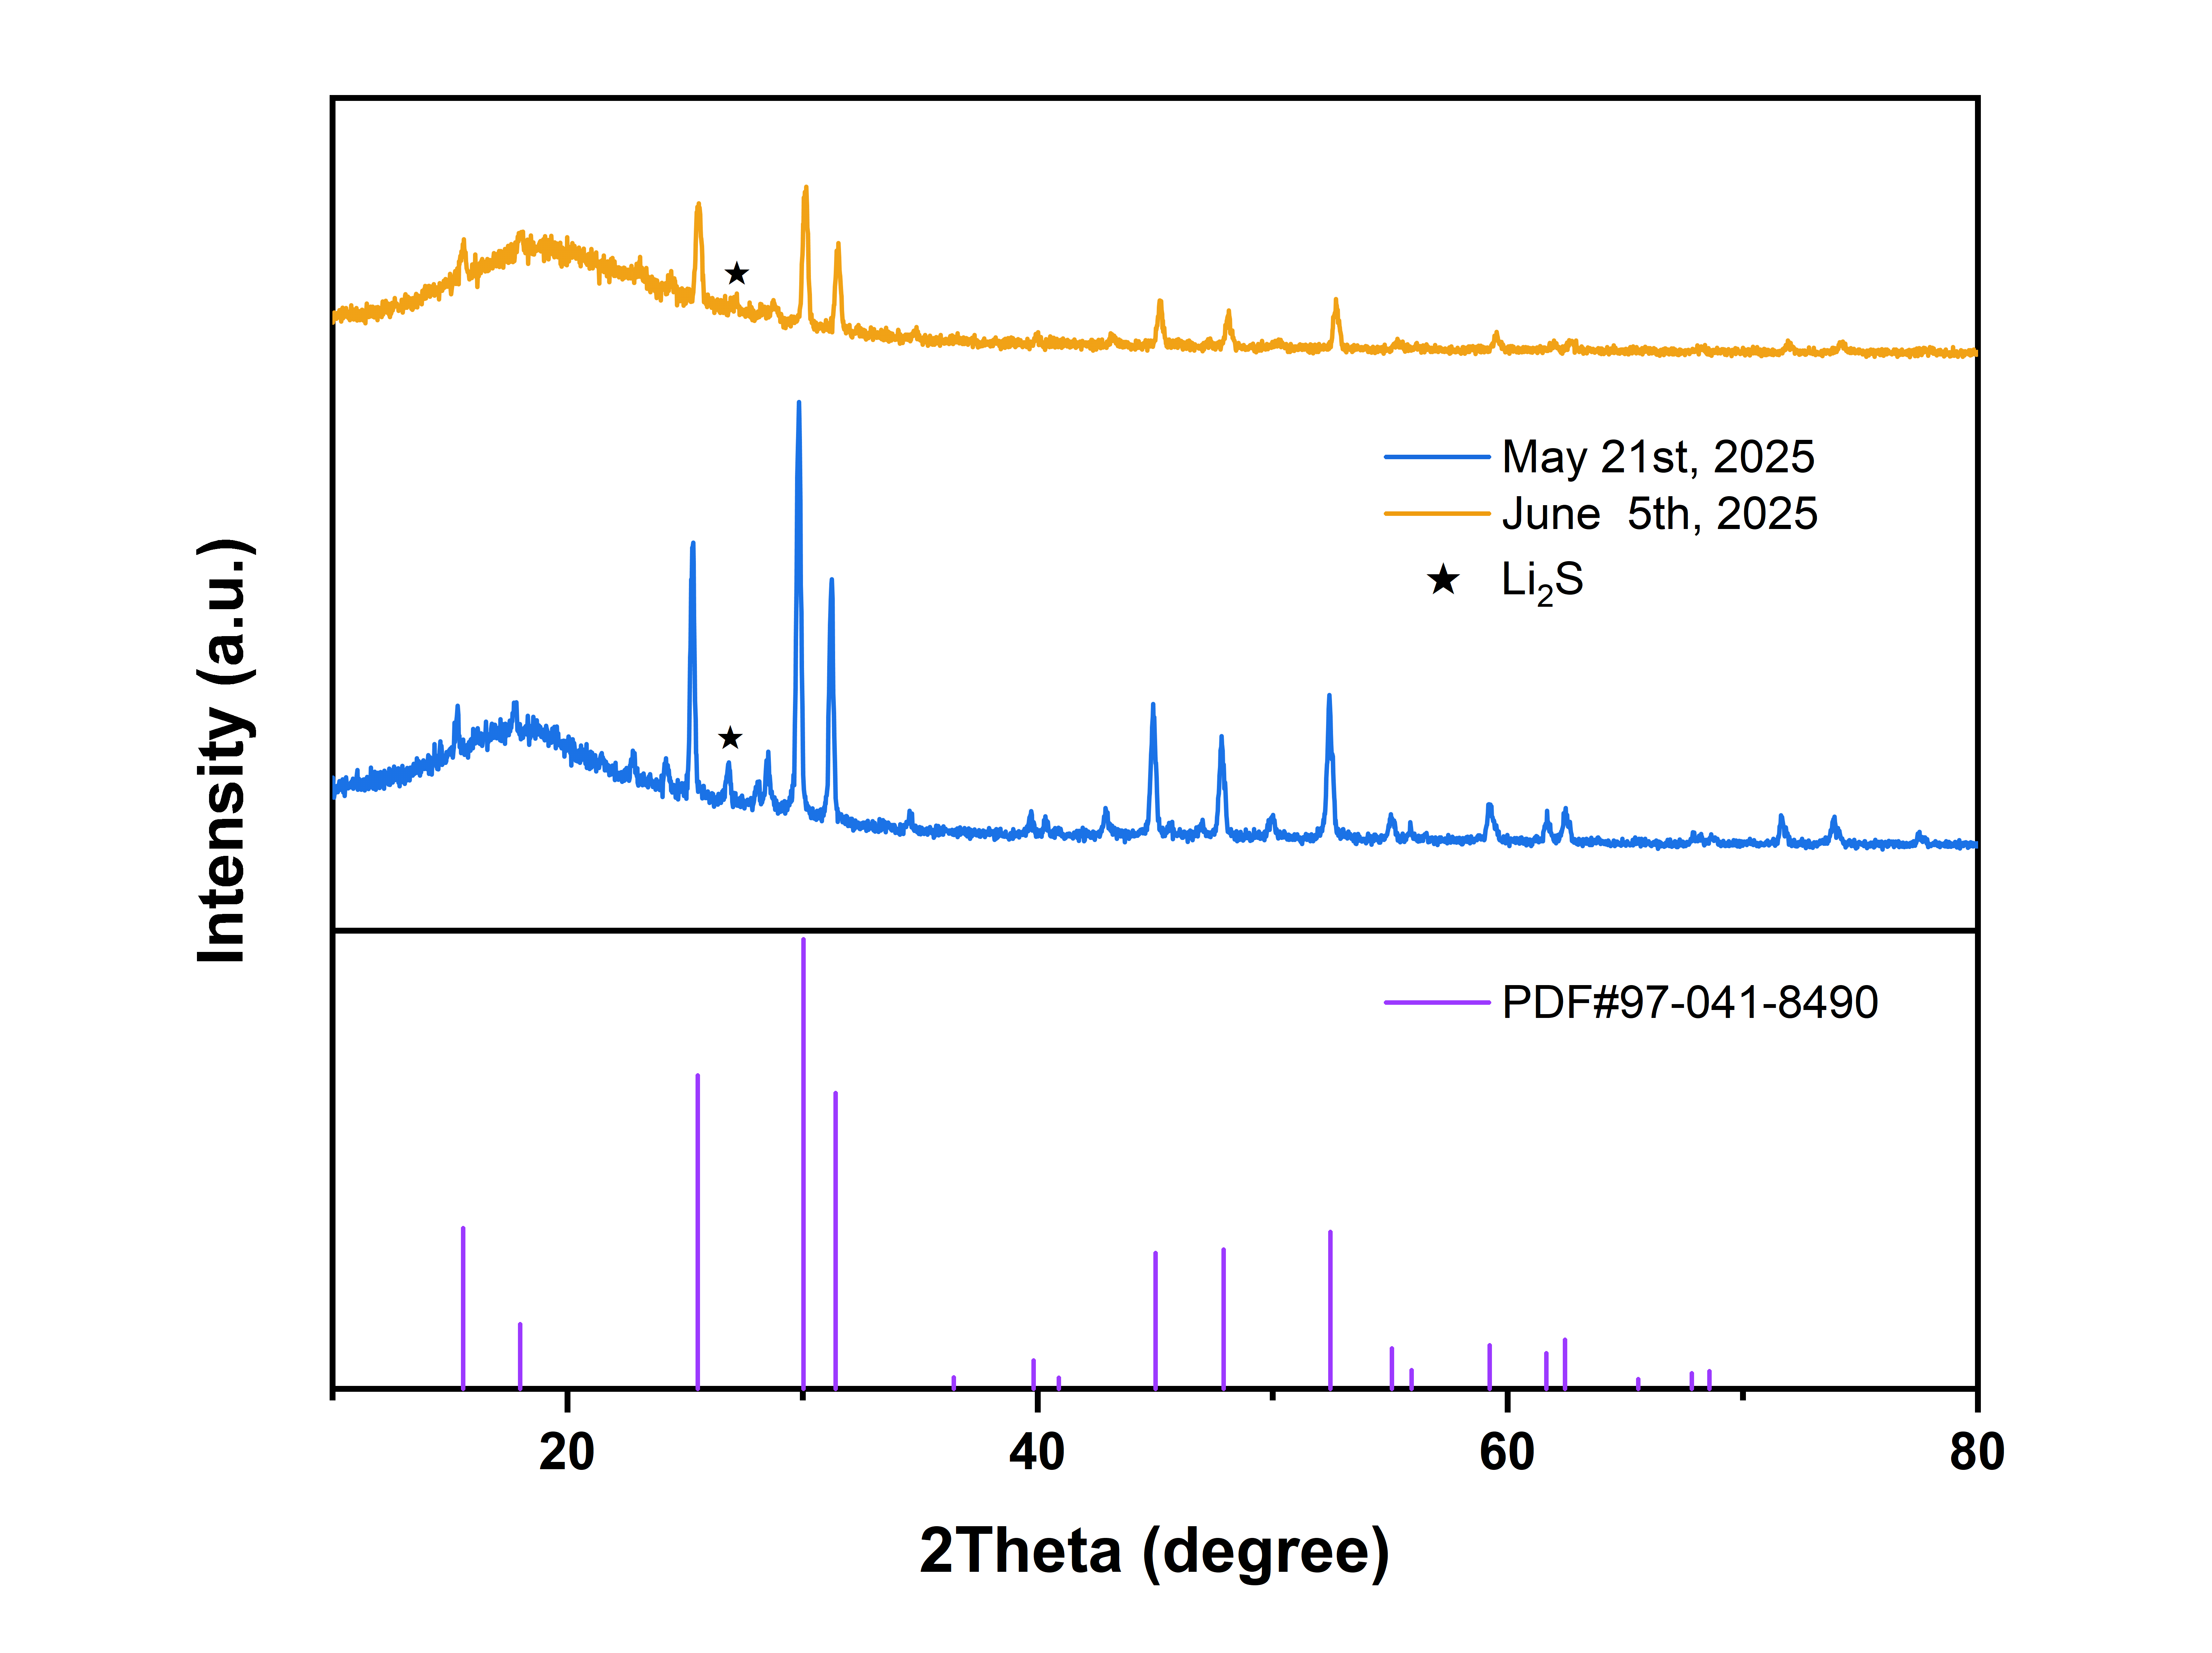 Intensity (a.u.)
May 21st, 2025
June  5th, 2025
★ Li₂S
PDF#97-041-8490
20 40 60 80
2Theta (degree)